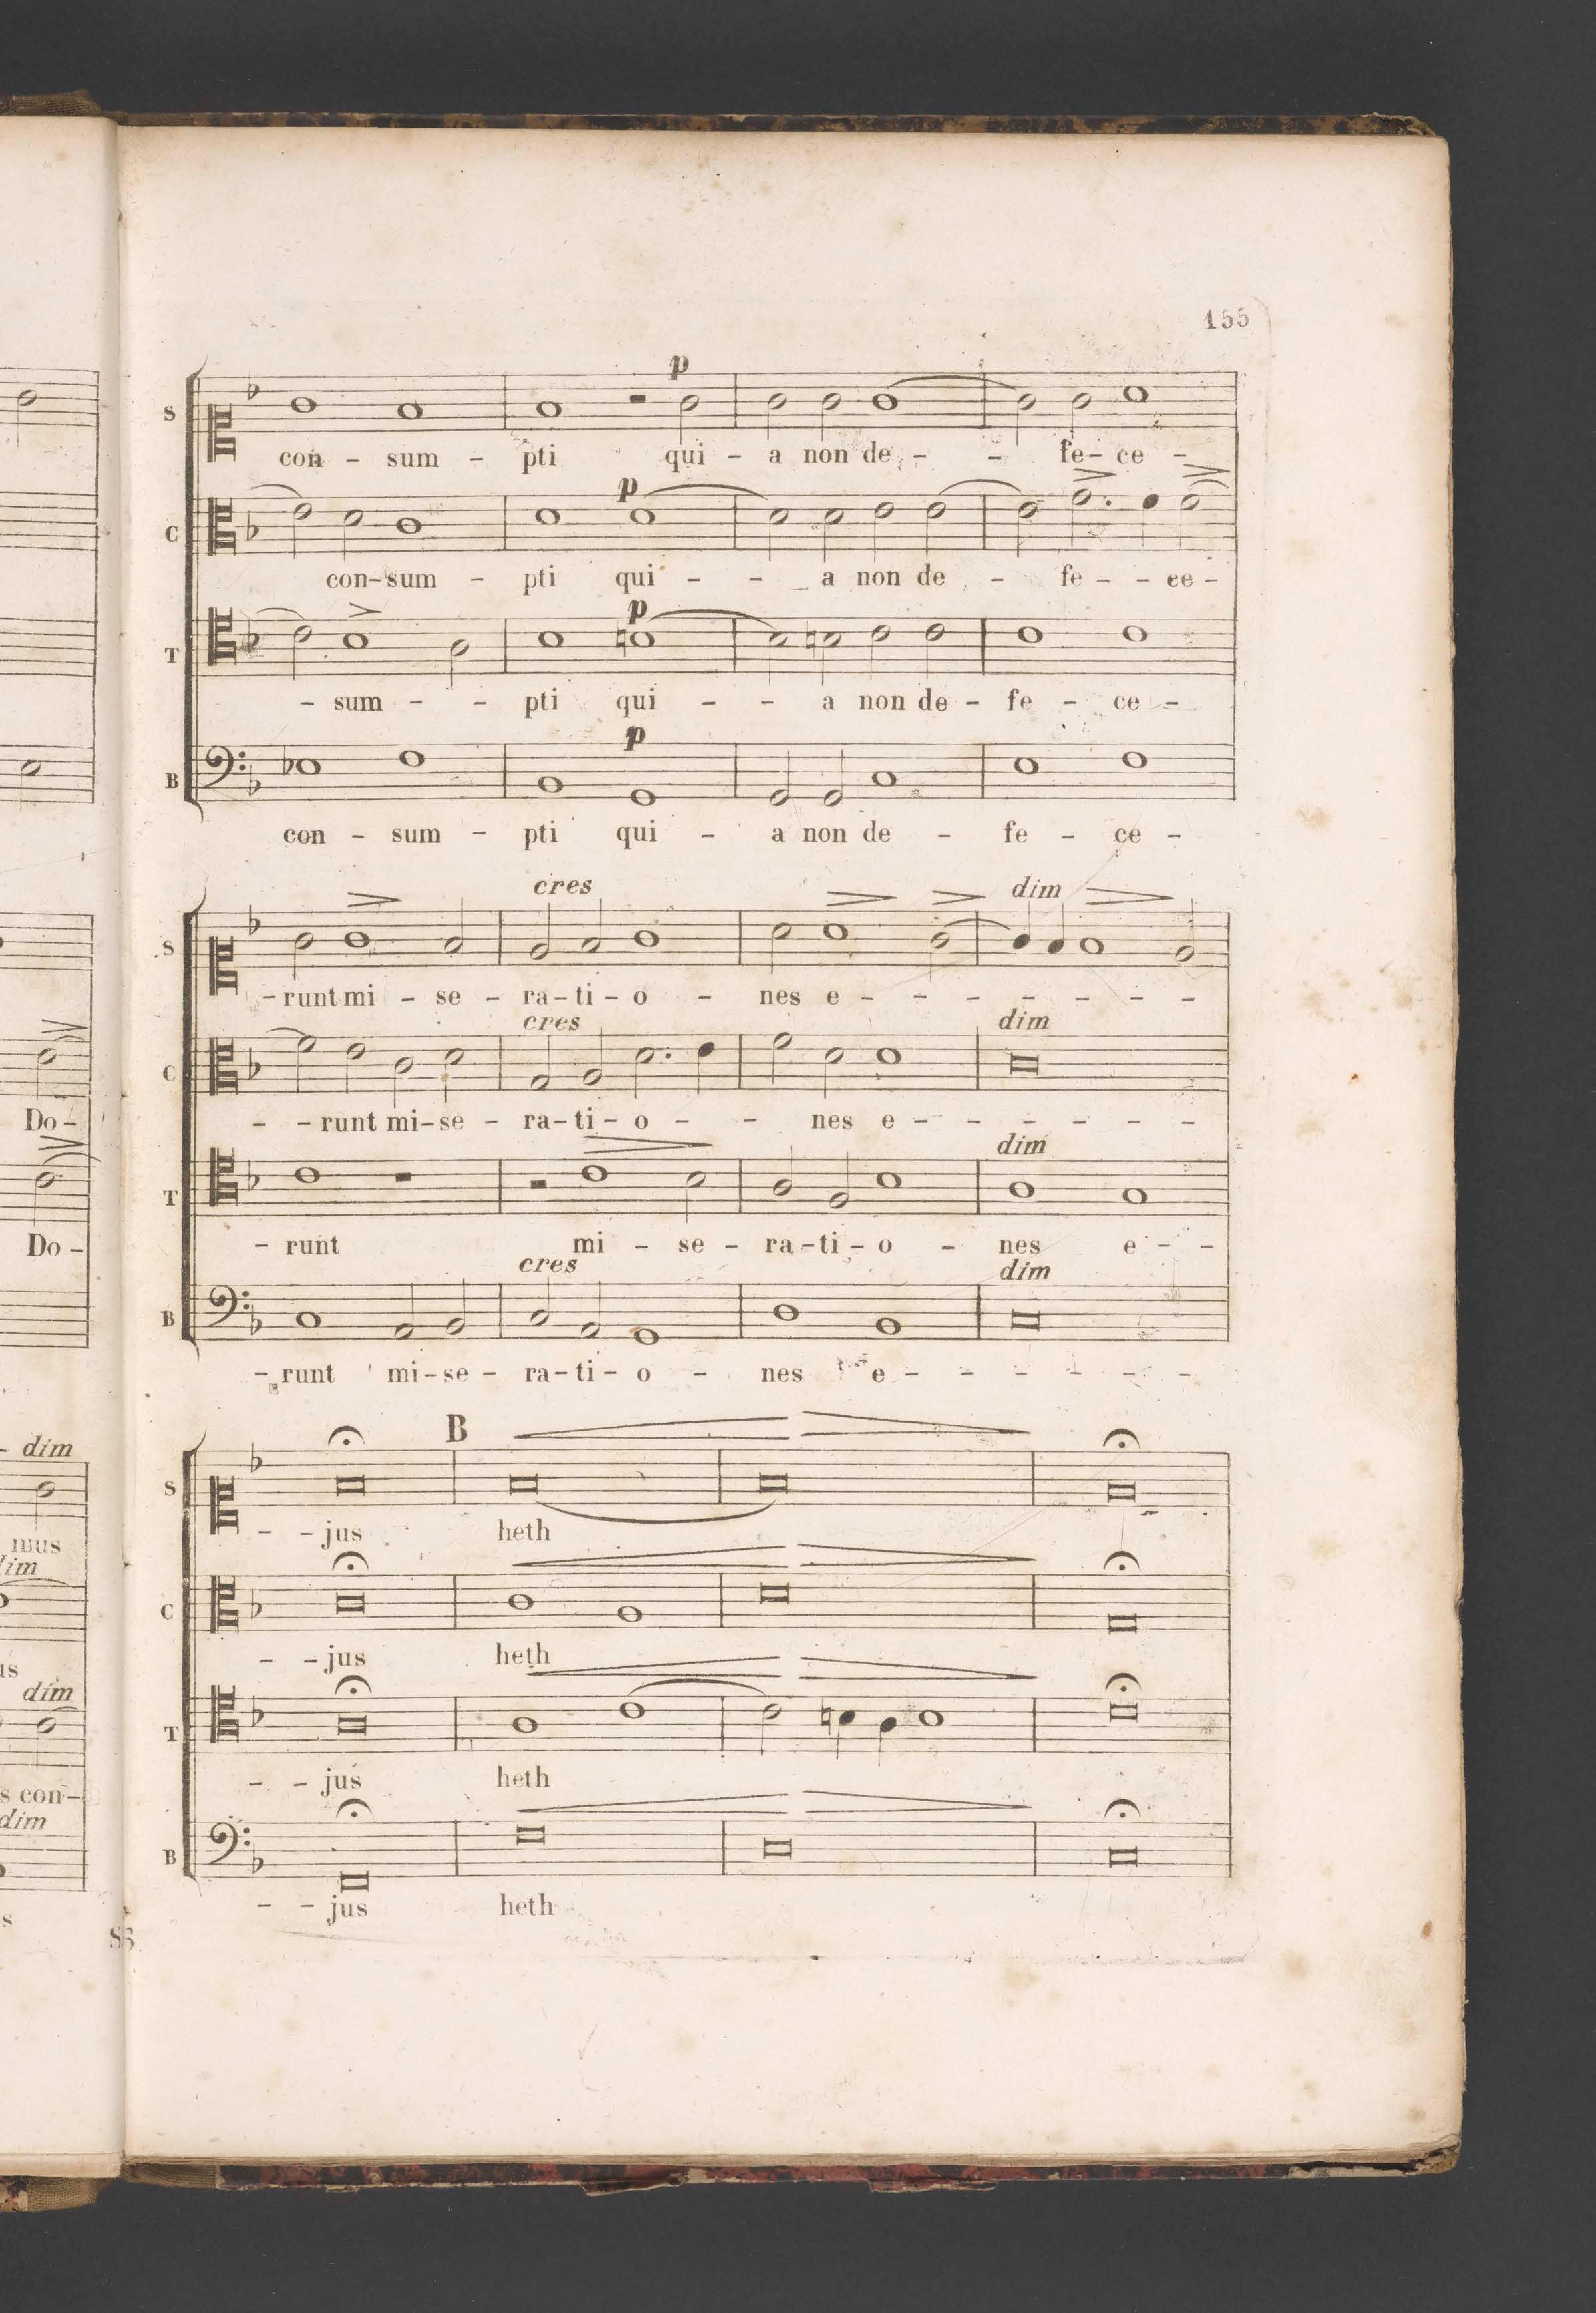 155
p
S
con - sum - pti qui - a non de - - fe - ce -
p
C
con - sum - pti qui - - a non de - fe - - ce -
p
T
- sum - - pti qui - - a non de - fe - ce -
p
B
con - sum - pti qui - a non de - fe - ce -
cres dim
S
- runt mi - se - ra - ti - o - nes e - - - - - - -
cres dim
C
- - runt mi - se - ra - ti - o - - nes e - - - - - -
dim
T
- runt mi - se - ra - ti - o - nes e - -
cres dim
B
- runt mi - se - ra - ti - o - nes e - - - - - -
B
S
- - jus heth
C
- - jus heth
T
- - jus heth
B
- - jus heth
Do -
Do -
- dim
mus
dim
us
dim
s con -
dim
s